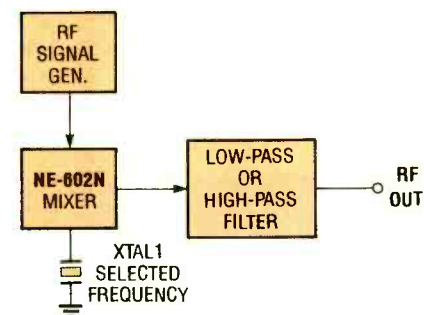 RF
SIGNAL
GEN.
NE-602N
MIXER
LOW-PASS
OR
HIGH-PASS
FILTER
RF
OUT
XTAL1
SELECTED
FREQUENCY